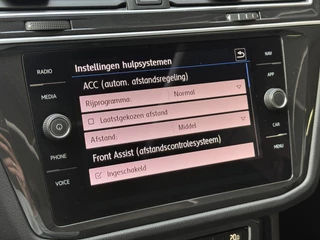 Instellingen hulpsystemen
RADIO
NAV
ACC (autom. afstandsregeling)
APP
Rijprogramma: Normal
MEDIA
Laatstgekozen afstand
Afstand: Middel
PHONE
CAR
Front Assist (afstandscontrolesysteem)
MENU
VOICE
Ingeschakeld